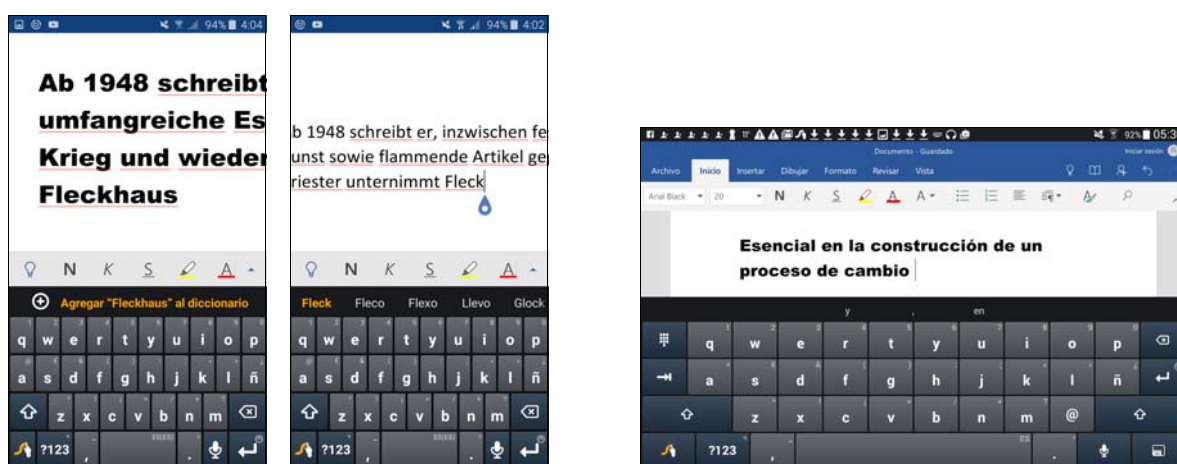 94% 4:04
Ab 1948 schreibt
umfangreiche Es
Krieg und wieder
Fleckhaus
N K S A
Agregar "Fleckhaus" al diccionario
q w e r t y u i o p
a s d f g h j k l ñ
z x c v b n m
?123 , .
94% 4:02
b 1948 schreibt er, inzwischen fe
unst sowie flammende Artikel ge
riester unternimmt Fleck
N K S A
Fleck Fleco Flexo Llevo Glock
q w e r t y u i o p
a s d f g h j k l ñ
z x c v b n m
?123 , .
92% 05:3
Documento - Guardado
Iniciar sesión
Archivo Inicio Insertar Dibujar Formato Revisar Vista
Arial Black 20 N K S A A
Esencial en la construcción de un
proceso de cambio
y , en
q w e r t y u i o p
a s d f g h j k l ñ
z x c v b n m @
ES
?123 , .